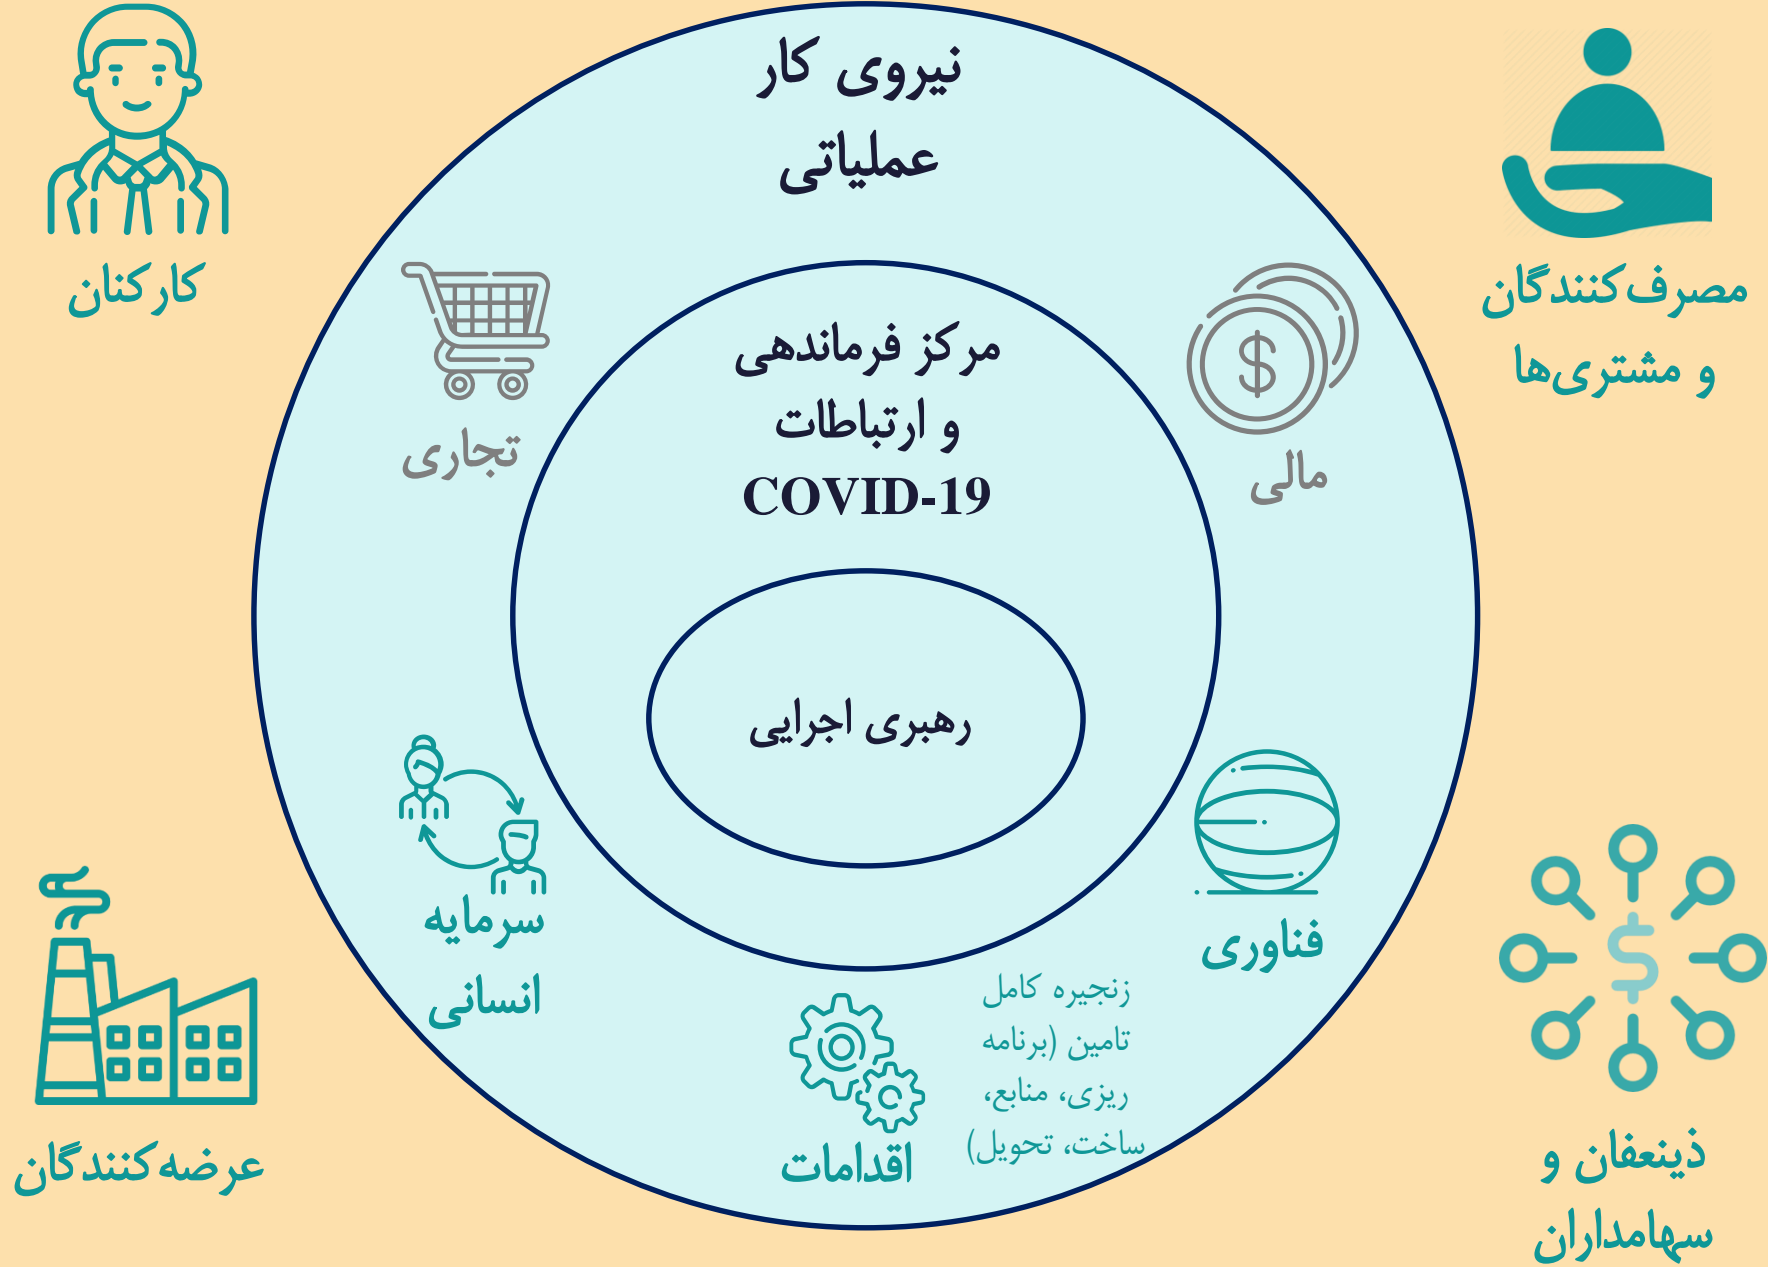 نیروی کار
عملیاتی
کارکنان
مصرف‌کنندگان
و مشتری‌ها
تجاری
مالی
مرکز فرماندهی
و ارتباطات
COVID-19
رهبری اجرایی
سرمایه
انسانی
فناوری
اقدامات
زنجیره کامل
تامین (برنامه
ریزی، منابع،
ساخت، تحویل)
عرضه‌کنندگان
ذینعفان و
سهامداران